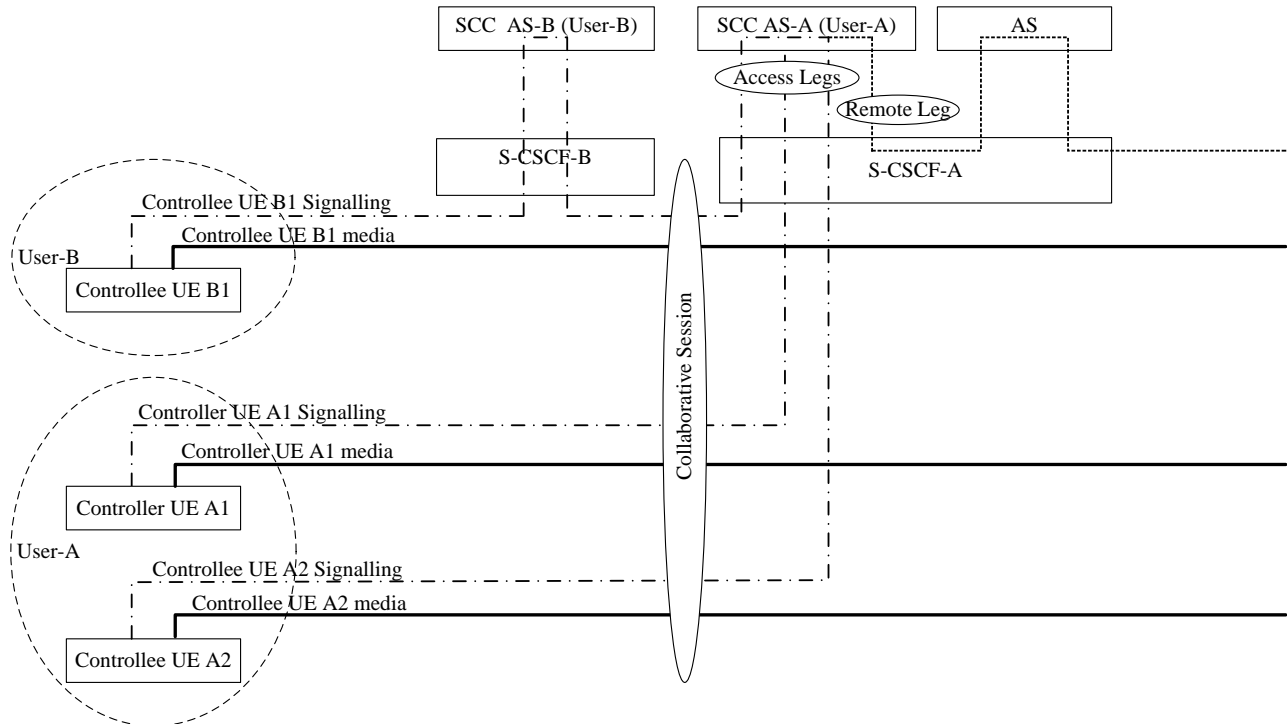 SCC AS-B (User-B)
SCC AS-A (User-A)
AS
Access Legs
Remote Leg
S-CSCF-B
S-CSCF-A
Controllee UE B1 Signalling
Controllee UE B1 media
User-B
Controllee UE B1
Collaborative Session
Controller UE A1 Signalling
Controller UE A1 media
Controller UE A1
User-A
Controllee UE A2 Signalling
Controllee UE A2 media
Controllee UE A2